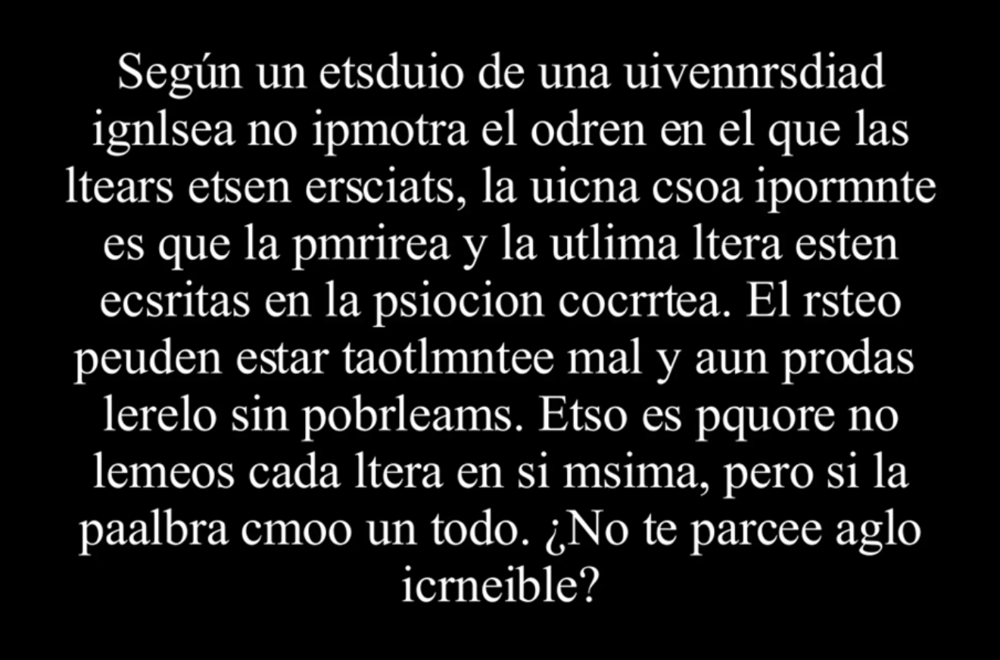 Según un etsduio de una uivennrsdiad
ignlsea no ipmotra el odren en el que las
ltears etsen ersciats, la uicna csoa ipormnte
es que la pmrirea y la utlima ltera esten
ecsritas en la psiocion cocrrtea. El rsteo
peuden estar taotlmntee mal y aun prodas
lerelo sin pobrleams. Etso es pquore no
lemeos cada ltera en si msima, pero si la
paalbra cmoo un todo. ¿No te parcee aglo
icrneible?